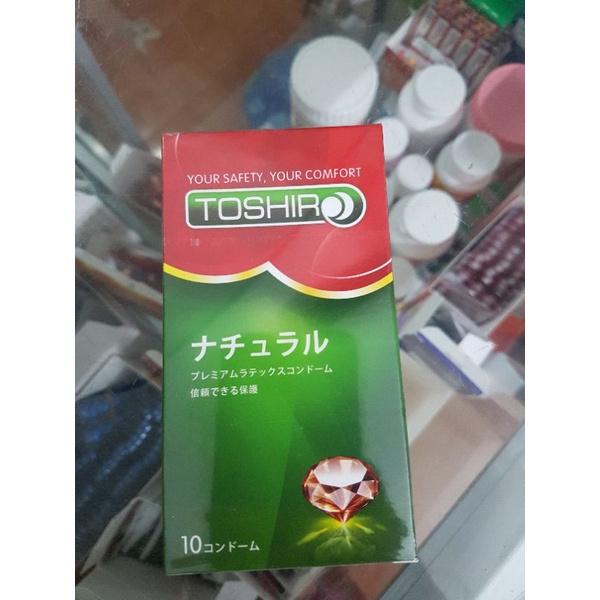 YOUR SAFETY, YOUR COMFORT
TOSHIRO
ナチュラル
プレミアムラテックスコンドーム
信頼できる保護
10コンドーム